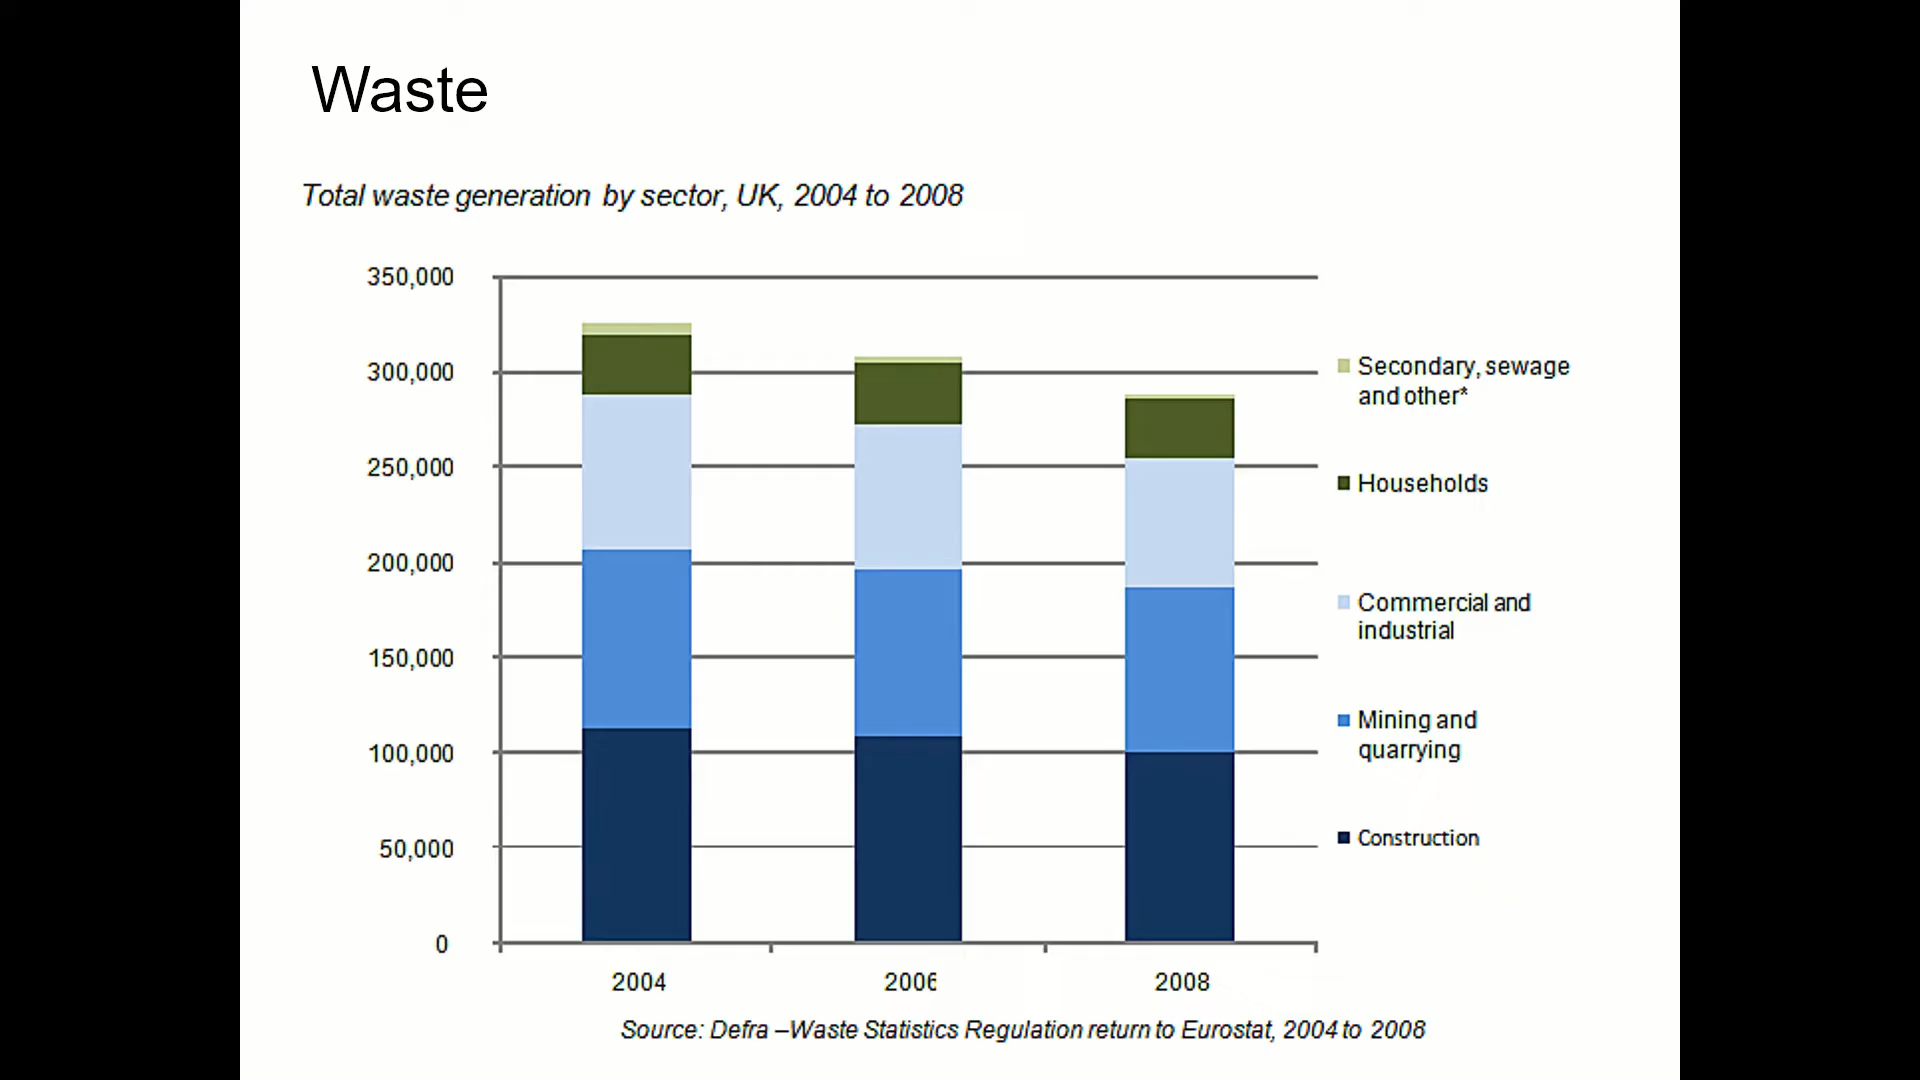 Waste
Total waste generation by sector, UK, 2004 to 2008
350,000
300,000
250,000
200,000
150,000
100,000
50,000
0
2004
2006
2008
Secondary, sewage
and other*
Households
Commercial and
industrial
Mining and
quarrying
Construction
Source: Defra –Waste Statistics Regulation return to Eurostat, 2004 to 2008